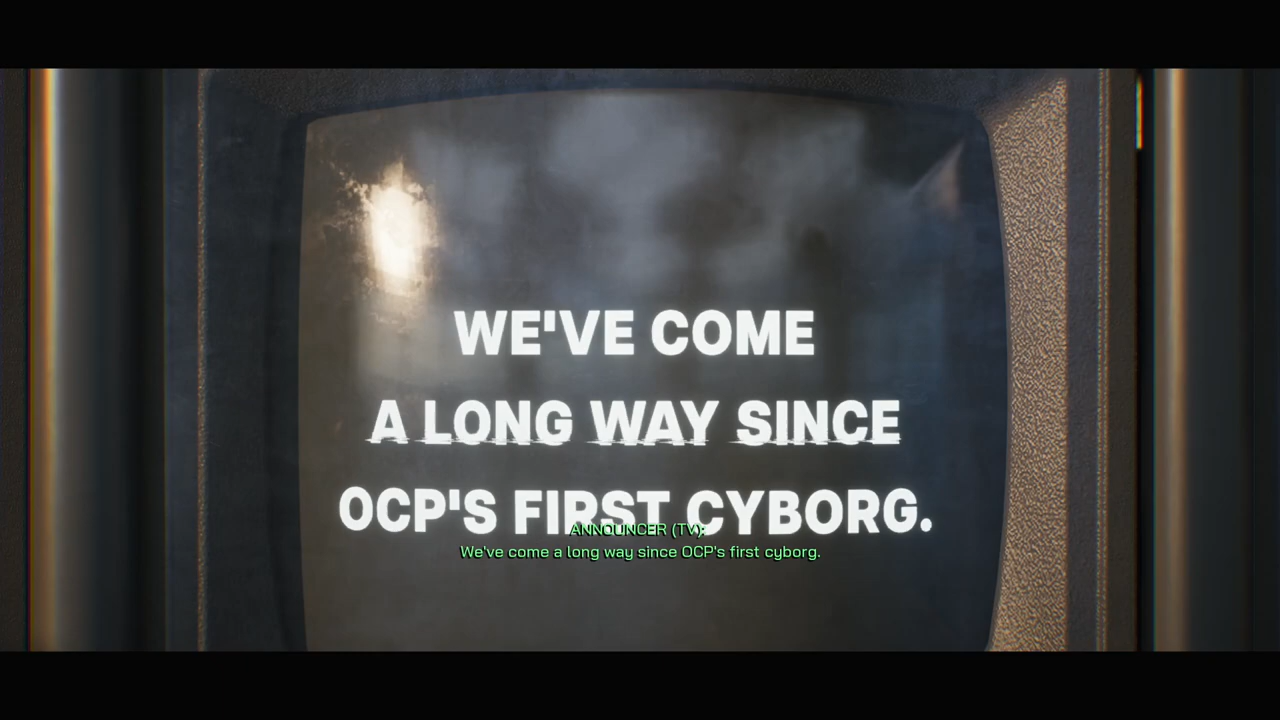 WE'VE COME
A LONG WAY SINCE
OCP'S FIRST CYBORG.
ANNOUNCER (TV):
We've come a long way since OCP's first cyborg.